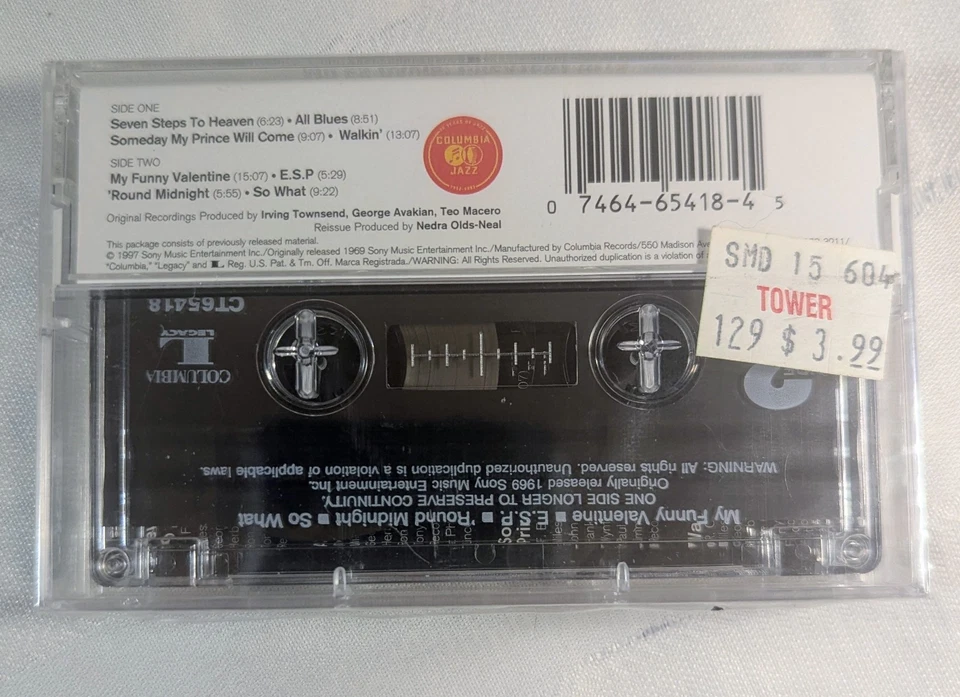 SIDE ONE
Seven Steps To Heaven (6:23) • All Blues (8:51)
Someday My Prince Will Come (9:07) • Walkin' (13:07)
SIDE TWO
My Funny Valentine (15:07) • E.S.P (5:29)
'Round Midnight (5:55) • So What (9:22)
Original Recordings Produced by Irving Townsend, George Avakian, Teo Macero
Reissue Produced by Nedra Olds-Neal
This package consists of previously released material.
© 1997 Sony Music Entertainment Inc./Originally released 1969 Sony Music Entertainment Inc./Manufactured by Columbia Records/550 Madison
"Columbia," "Legacy" and L Reg. U.S. Pat. & Tm. Off. Marca Registrada./WARNING: All Rights Reserved. Unauthorized duplication is a violation of
COLUMBIA
JAZZ
0 7464-65418-4 5
SMD 15 604
TOWER
129 $ 3.99
CT65418
LEGACY
COLUMBIA
WARNING: All rights reserved. Unauthorized duplication is a violation of applicable laws.
Originally released 1969 Sony Music Entertainment Inc.
ONE SIDE LONGER TO PRESERVE CONTINUITY.
My Funny Valentine ■ E.S.P. ■ 'Round Midnight ■ So What